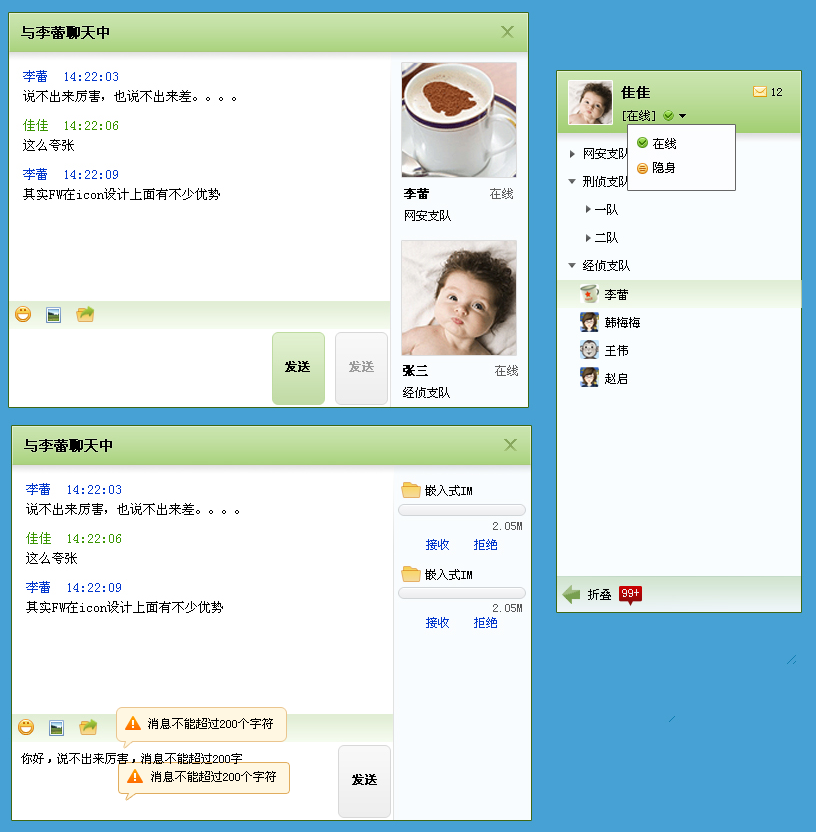 与李蕾聊天中
李蕾 14:22:03
说不出来厉害，也说不出来差。。。。
佳佳 14:22:06
这么夸张
李蕾 14:22:09
其实FW在icon设计上面有不少优势
发送
发送
李蕾 在线
网安支队
张三 在线
经侦支队
佳佳
12
[在线]
在线
隐身
网安支队
刑侦支队
一队
二队
经侦支队
李蕾
韩梅梅
王伟
赵启
折叠 99+
与李蕾聊天中
李蕾 14:22:03
说不出来厉害，也说不出来差。。。。
佳佳 14:22:06
这么夸张
李蕾 14:22:09
其实FW在icon设计上面有不少优势
消息不能超过200个字符
你好，说不出来厉害，消息不能超过200字
消息不能超过200个字符
发送
嵌入式IM
2.05M
接收 拒绝
嵌入式IM
2.05M
接收 拒绝